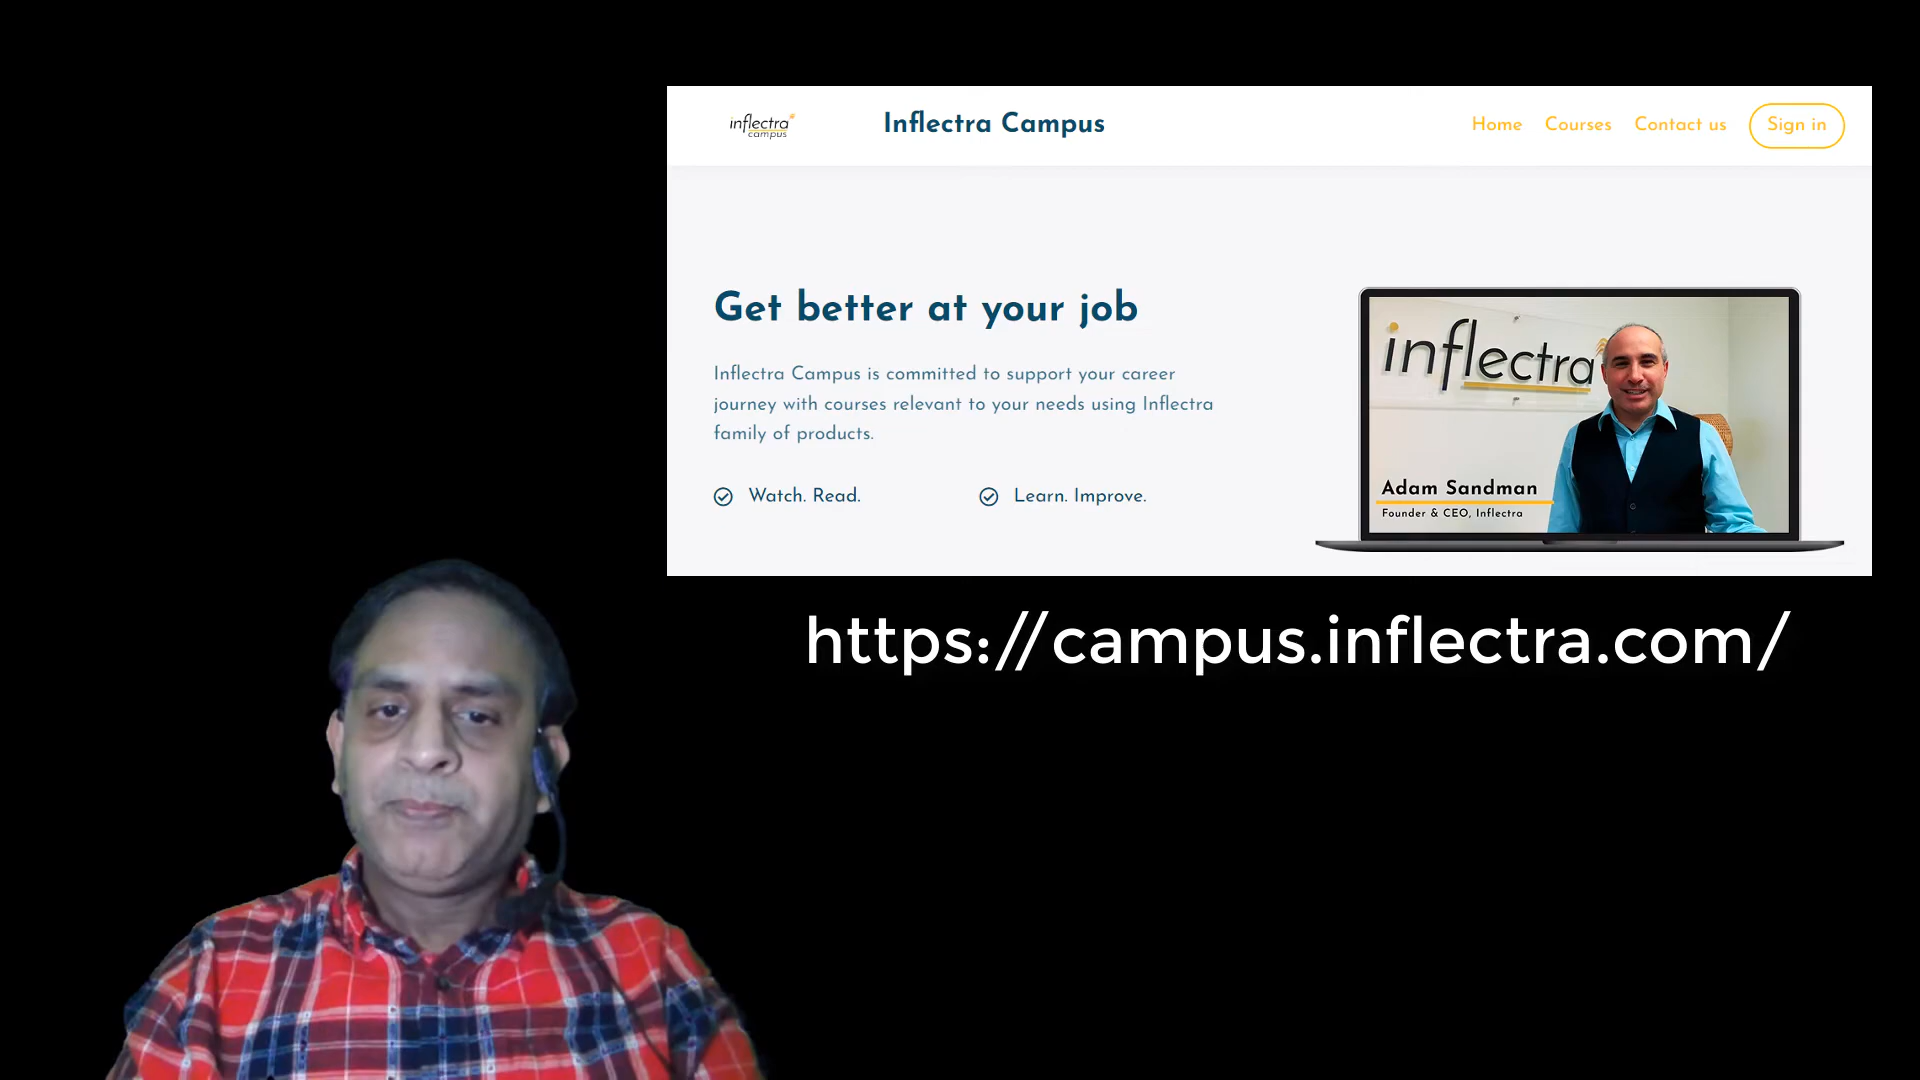 inflectra
campus
Inflectra Campus
Home
Courses
Contact us
Sign in
Get better at your job
Inflectra Campus is committed to support your career
journey with courses relevant to your needs using Inflectra
family of products.
Watch. Read.
Learn. Improve.
inflectra
Adam Sandman
Founder & CEO, Inflectra
https://campus.inflectra.com/